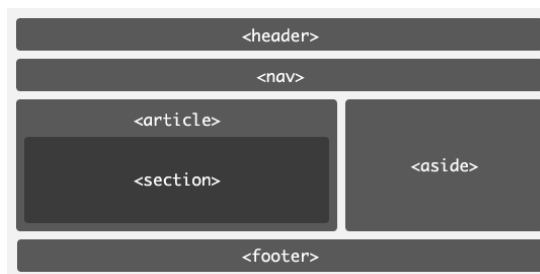 <header>
<nav>
<article>
<section>
<aside>
<footer>